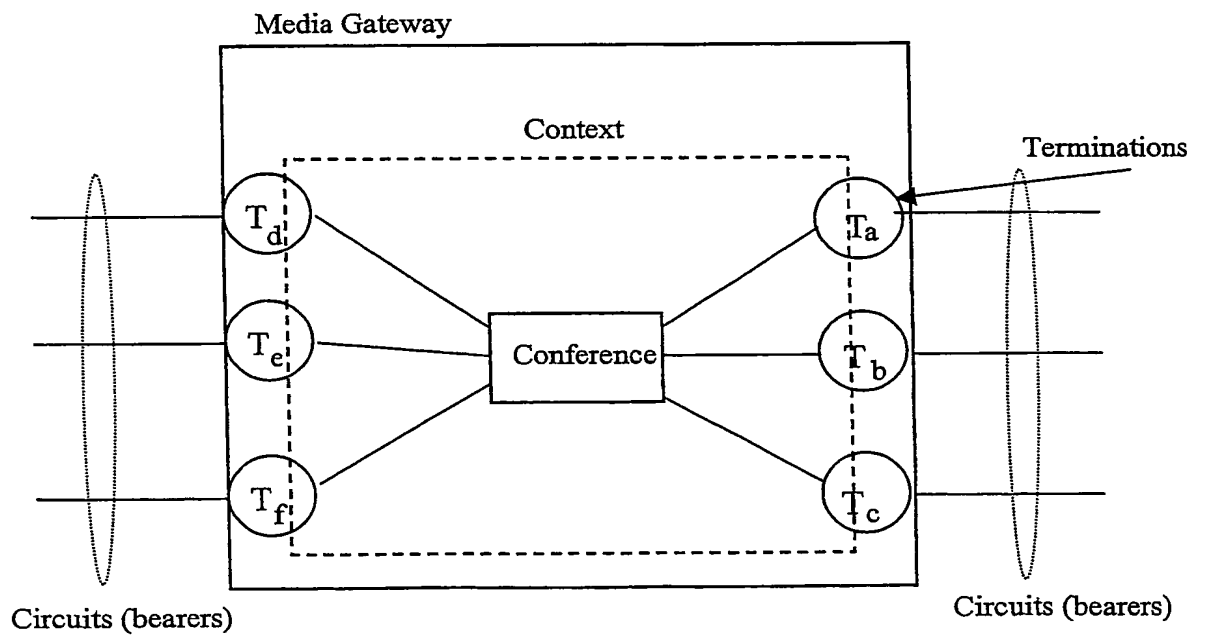 Media Gateway
Context
Terminations
Td
Ta
Te
Conference
Tb
Tf
Tc
Circuits (bearers)
Circuits (bearers)